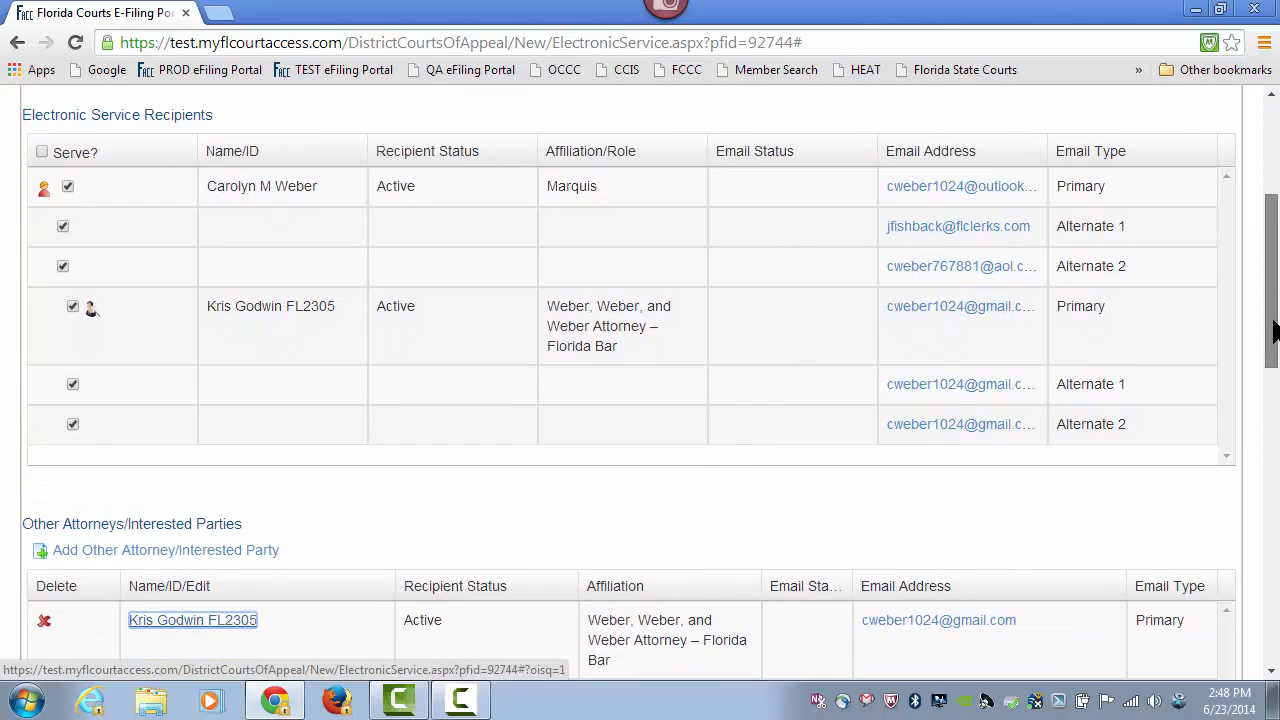 Florida Courts E-Filing Por
https://test.myflcourtaccess.com/DistrictCourtsOfAppeal/New/ElectronicService.aspx?pfid=92744#
Apps Google PROD eFiling Portal TEST eFiling Portal QA eFiling Portal OCCC CCIS FCCC Member Search HEAT Florida State Courts » Other bookmarks
Electronic Service Recipients
Serve? Name/ID Recipient Status Affiliation/Role Email Status Email Address Email Type
Carolyn M Weber Active Marquis cweber1024@outlook... Primary
jfishback@flclerks.com Alternate 1
cweber767881@aol.c... Alternate 2
Kris Godwin FL2305 Active Weber, Weber, and cweber1024@gmail.c... Primary
Weber Attorney –
Florida Bar
cweber1024@gmail.c... Alternate 1
cweber1024@gmail.c... Alternate 2
Other Attorneys/Interested Parties
Add Other Attorney/Interested Party
Delete Name/ID/Edit Recipient Status Affiliation Email Sta... Email Address Email Type
Kris Godwin FL2305 Active Weber, Weber, and cweber1024@gmail.com Primary
Weber Attorney – Florida
Bar
https://test.myflcourtaccess.com/DistrictCourtsOfAppeal/New/ElectronicService.aspx?pfid=92744#?oisq=1
2:48 PM
6/23/2014